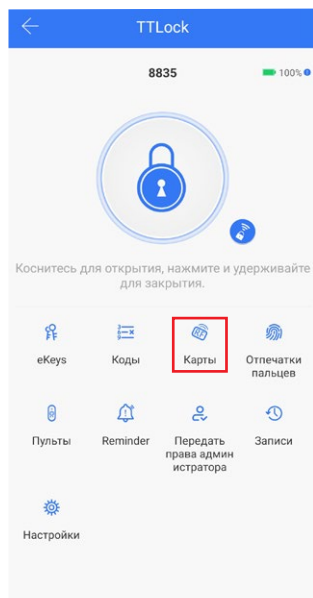 TTLock
8835
100%
Коснитесь для открытия, нажмите и удерживайте
для закрытия.
eKeys
Коды
Карты
Отпечатки
пальцев
Пульты
Reminder
Передать
права админ
истратора
Записи
Настройки